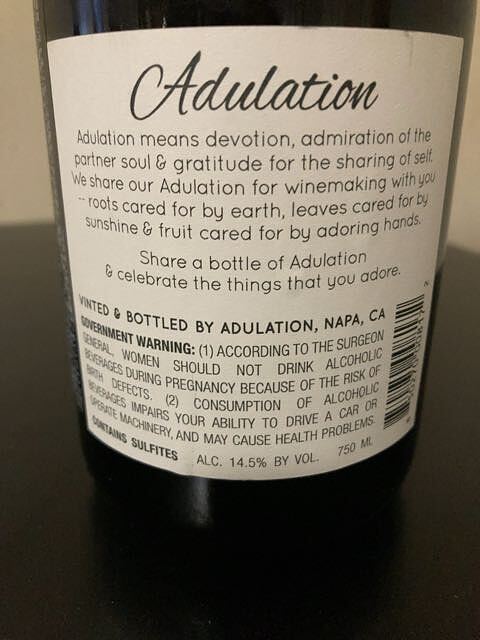 Adulation
Adulation means devotion, admiration of the
partner soul & gratitude for the sharing of self.
We share our Adulation for winemaking with you
-- roots cared for by earth, leaves cared for by
sunshine & fruit cared for by adoring hands.
Share a bottle of Adulation
& celebrate the things that you adore.
VINTED & BOTTLED BY ADULATION, NAPA, CA
GOVERNMENT WARNING: (1) ACCORDING TO THE SURGEON
GENERAL, WOMEN SHOULD NOT DRINK ALCOHOLIC
BEVERAGES DURING PREGNANCY BECAUSE OF THE RISK OF
BIRTH DEFECTS. (2) CONSUMPTION OF ALCOHOLIC
BEVERAGES IMPAIRS YOUR ABILITY TO DRIVE A CAR OR
OPERATE MACHINERY, AND MAY CAUSE HEALTH PROBLEMS.
CONTAINS SULFITES ALC. 14.5% BY VOL. 750 ML